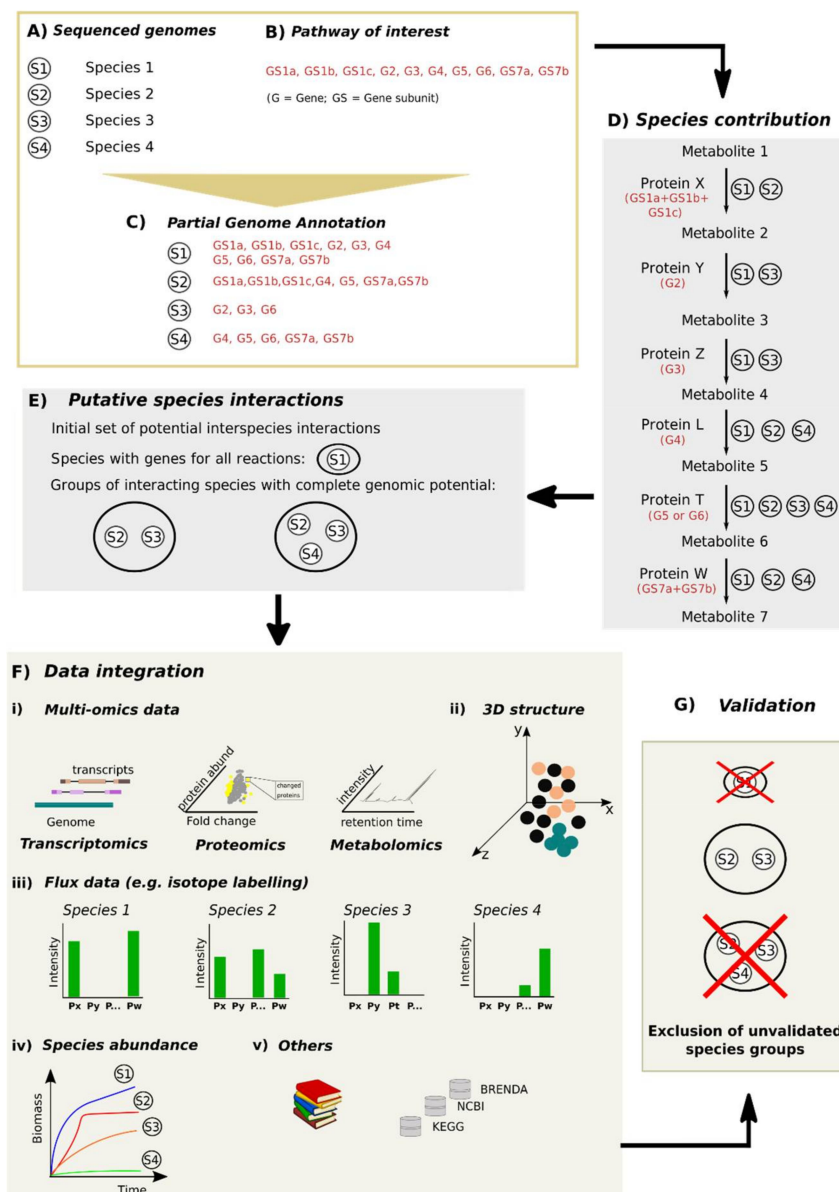 A) Sequenced genomes
S1 Species 1
S2 Species 2
S3 Species 3
S4 Species 4
B) Pathway of interest
GS1a, GS1b, GS1c, G2, G3, G4, G5, G6, GS7a, GS7b
(G = Gene; GS = Gene subunit)
C) Partial Genome Annotation
S1 GS1a, GS1b, GS1c, G2, G3, G4
G5, G6, GS7a, GS7b
S2 GS1a,GS1b,GS1c,G4, G5, GS7a,GS7b
S3 G2, G3, G6
S4 G4, G5, G6, GS7a, GS7b
D) Species contribution
Metabolite 1
Protein X S1 S2
(GS1a+GS1b+
GS1c)
Metabolite 2
Protein Y S1 S3
(G2)
Metabolite 3
Protein Z S1 S3
(G3)
Metabolite 4
Protein L S1 S2 S4
(G4)
Metabolite 5
Protein T S1 S2 S3 S4
(G5 or G6)
Metabolite 6
Protein W S1 S2 S4
(GS7a+GS7b)
Metabolite 7
E) Putative species interactions
Initial set of potential interspecies interactions
Species with genes for all reactions: S1
Groups of interacting species with complete genomic potential:
S2 S3
S2 S3
S4
F) Data integration
i) Multi-omics data
transcripts
Genome
Transcriptomics
protein abund
changed
proteins
Fold change
Proteomics
intensity
retention time
Metabolomics
ii) 3D structure
y
x
z
iii) Flux data (e.g. isotope labelling)
Species 1
Intensity
Px Py P... Pw
Species 2
Intensity
Px Py P... Pw
Species 3
Intensity
Px Py Pt P...
Species 4
Intensity
Px Py P... Pw
iv) Species abundance
Biomass
S1
S2
S3
S4
Time
v) Others
BRENDA
NCBI
KEGG
G) Validation
S1
S2 S3
S2 S3
S4
Exclusion of unvalidated
species groups